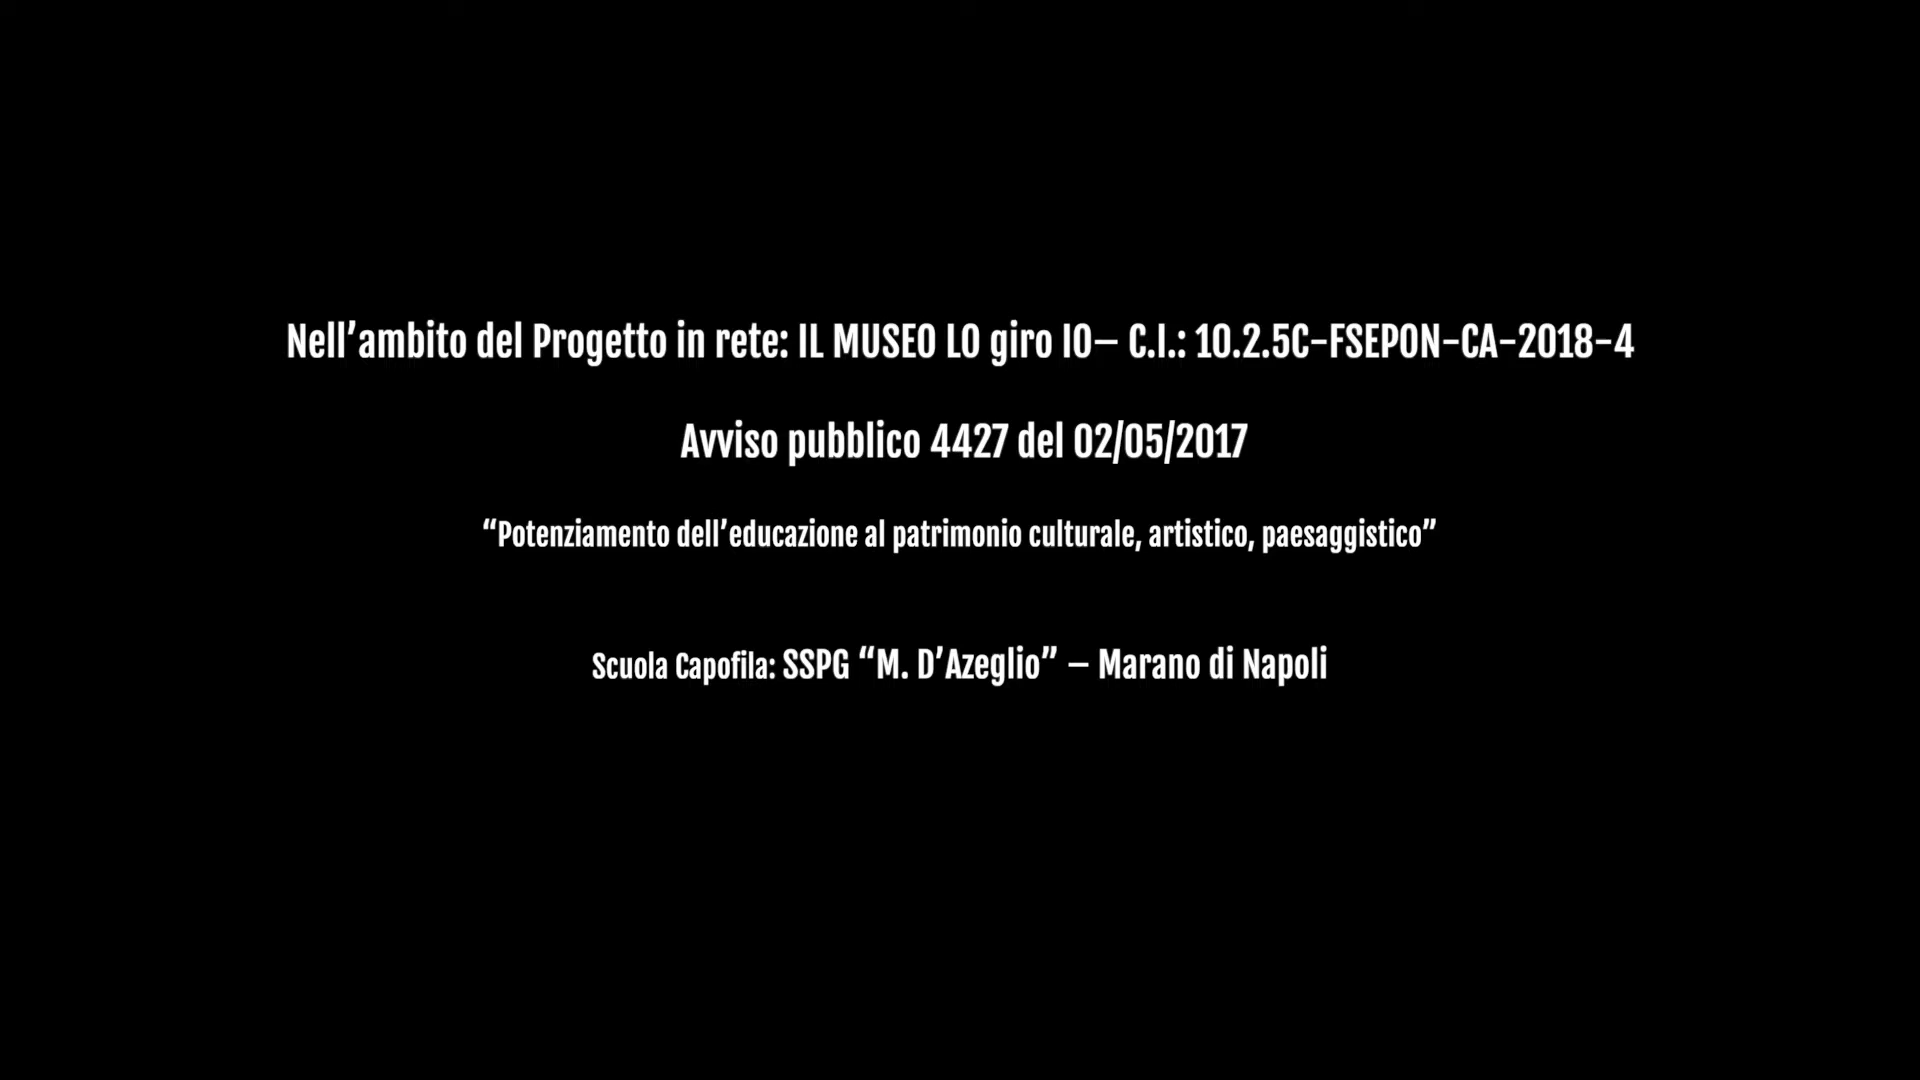 Nell’ambito del Progetto in rete: IL MUSEO LO giro IO– C.I.: 10.2.5C-FSEPON-CA-2018-4
Avviso pubblico 4427 del 02/05/2017
“Potenziamento dell’educazione al patrimonio culturale, artistico, paesaggistico”
Scuola Capofila: SSPG “M. D’Azeglio” – Marano di Napoli